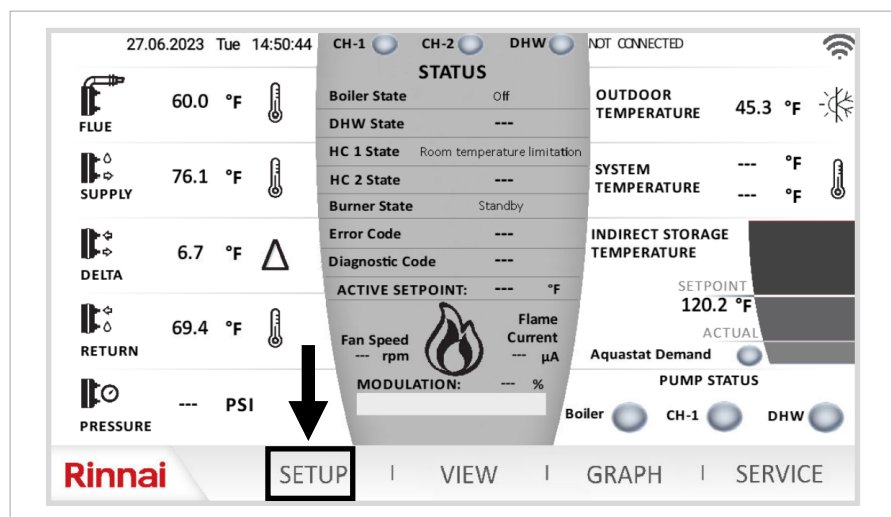 27.06.2023 Tue 14:50:44
CH-1 CH-2 DHW
NOT CONNECTED
FLUE
60.0 °F
SUPPLY
76.1 °F
DELTA
6.7 °F
RETURN
69.4 °F
PRESSURE
--- PSI
STATUS
Boiler State Off
DHW State ---
HC 1 State Room temperature limitation
HC 2 State ---
Burner State Standby
Error Code ---
Diagnostic Code ---
ACTIVE SETPOINT: --- °F
Fan Speed
--- rpm
Flame
Current
--- µA
MODULATION: --- %
OUTDOOR
TEMPERATURE
45.3 °F
SYSTEM
TEMPERATURE
--- °F
--- °F
INDIRECT STORAGE
TEMPERATURE
SETPOINT
120.2 °F
ACTUAL
Aquastat Demand
PUMP STATUS
Boiler CH-1 DHW
Rinnai SETUP | VIEW | GRAPH | SERVICE